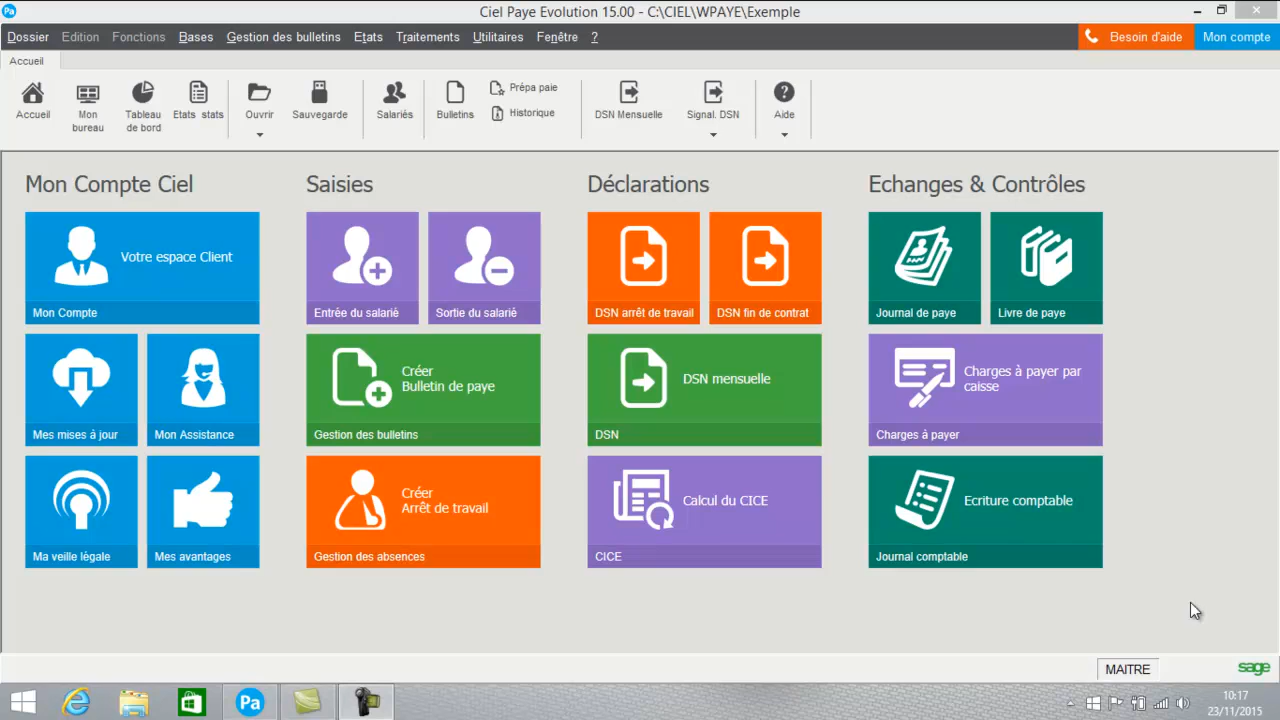 Pa
Ciel Paye Evolution 15.00 - C:\CIEL\WPAYE\Exemple
Dossier Edition Fonctions Bases Gestion des bulletins Etats Traitements Utilitaires Fenêtre ?
Besoin d'aide
Mon compte
Accueil
Accueil
Mon
bureau
Tableau
de bord
Etats stats
Ouvrir
Sauvegarde
Salariés
Bulletins
Prépa paie
Historique
DSN Mensuelle
Signal. DSN
Aide
Mon Compte Ciel
Votre espace Client
Mon Compte
Mes mises à jour
Mon Assistance
Ma veille légale
Mes avantages
Saisies
Entrée du salarié
Sortie du salarié
Créer
Bulletin de paye
Gestion des bulletins
Créer
Arrêt de travail
Gestion des absences
Déclarations
DSN arrêt de travail
DSN fin de contrat
DSN mensuelle
DSN
Calcul du CICE
CICE
Echanges & Contrôles
Journal de paye
Livre de paye
Charges à payer par
caisse
Charges à payer
Ecriture comptable
Journal comptable
MAITRE
sage
Pa
10:17
23/11/2015